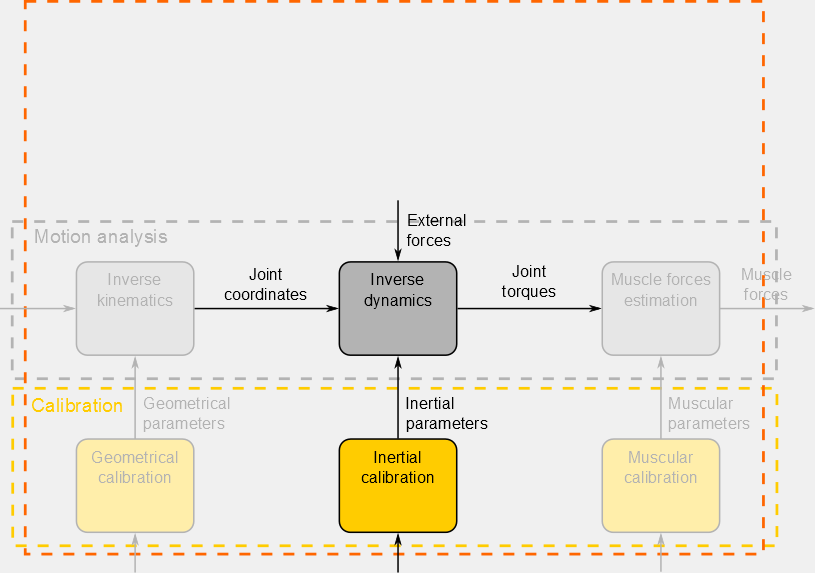 External
forces
Motion analysis
Inverse
kinematics
Joint
coordinates
Inverse
dynamics
Joint
torques
Muscle forces
estimation
Muscle
forces
Calibration
Geometrical
parameters
Inertial
parameters
Muscular
parameters
Geometrical
calibration
Inertial
calibration
Muscular
calibration